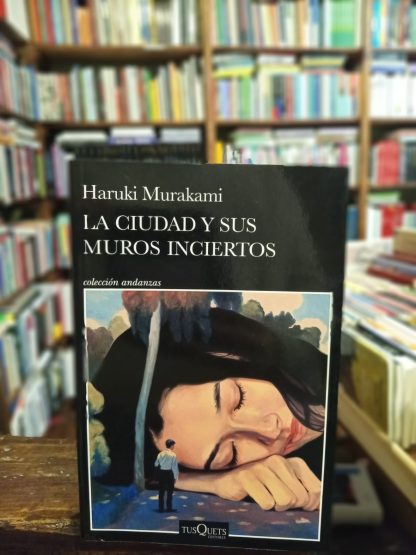 Haruki Murakami
LA CIUDAD Y SUS
MUROS INCIERTOS
colección andanzas
TUSQUETS
EDITORES